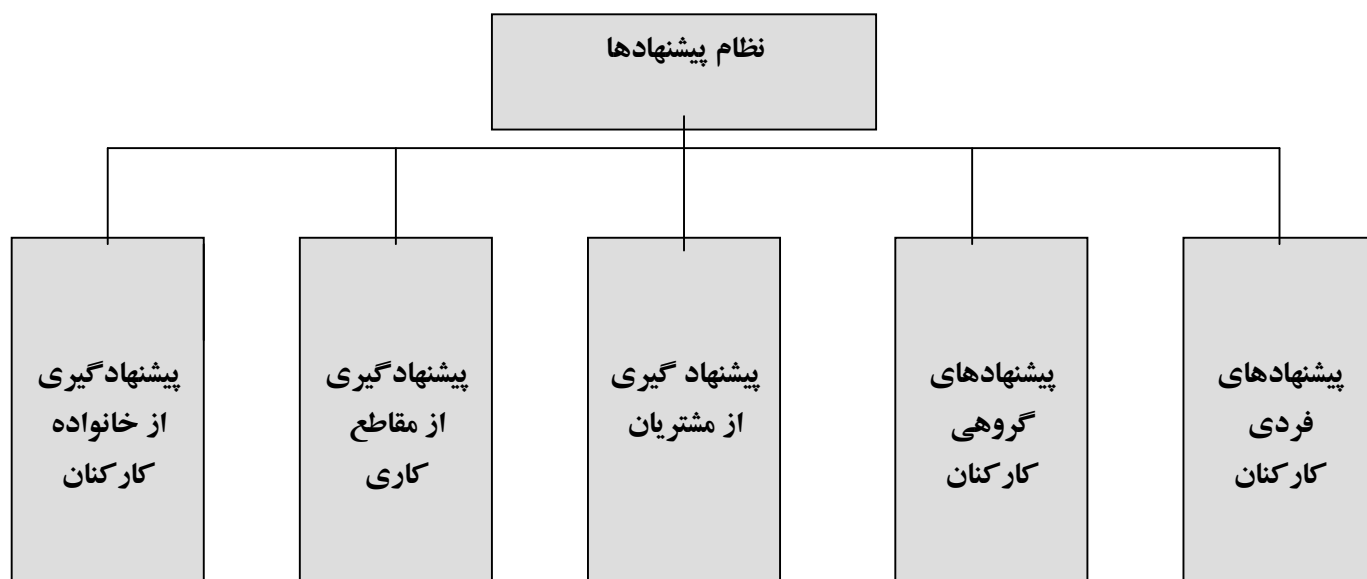 نظام پیشنهادها
پیشنهادهای
فردی
کارکنان
پیشنهادهای
گروهی
کارکنان
پیشنهاد گیری
از مشتریان
پیشنهادگیری
از مقاطع
کاری
پیشنهادگیری
از خانواده
کارکنان